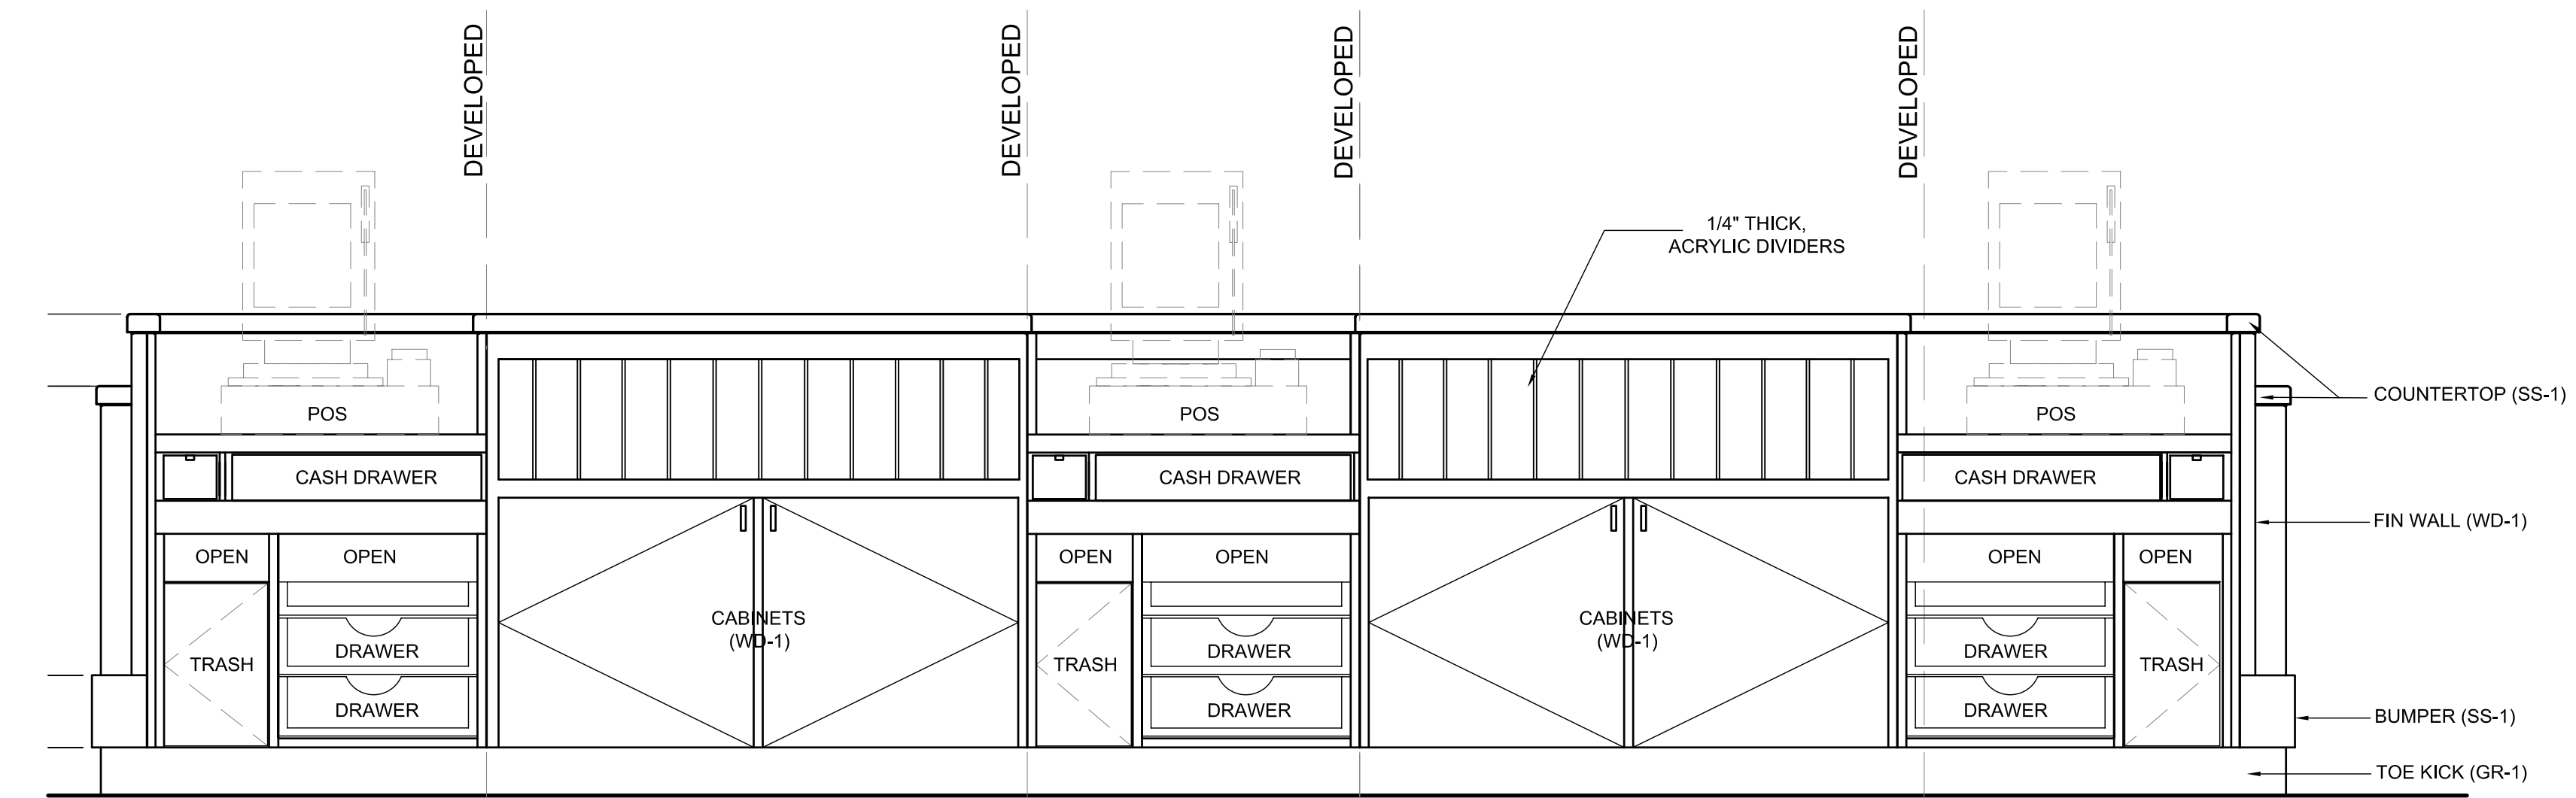 DEVELOPED
DEVELOPED
DEVELOPED
DEVELOPED
1/4" THICK,
ACRYLIC DIVIDERS
POS
POS
POS
COUNTERTOP (SS-1)
CASH DRAWER
CASH DRAWER
CASH DRAWER
FIN WALL (WD-1)
OPEN
OPEN
OPEN
OPEN
OPEN
OPEN
CABINETS
(WD-1)
CABINETS
(WD-1)
DRAWER
DRAWER
DRAWER
TRASH
TRASH
TRASH
DRAWER
DRAWER
DRAWER
BUMPER (SS-1)
TOE KICK (GR-1)